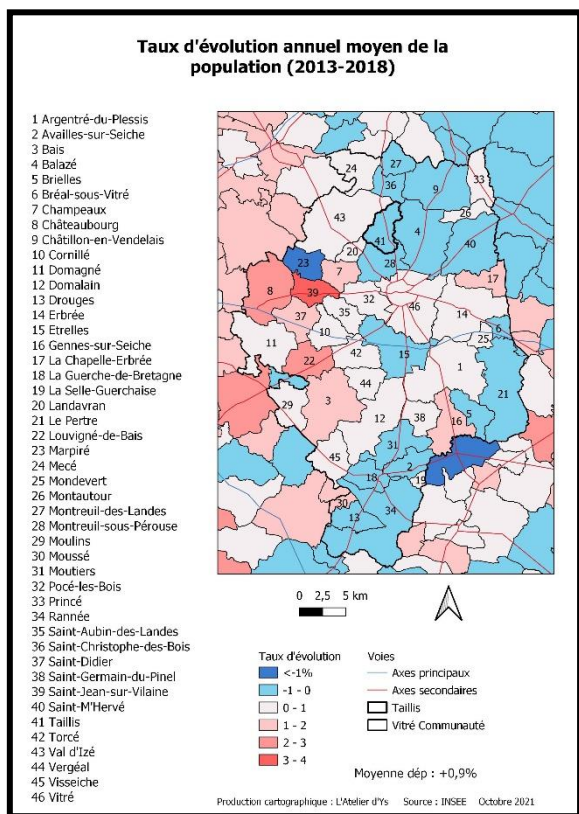 Taux d'évolution annuel moyen de la
population (2013-2018)
1 Argentré-du-Plessis
2 Availles-sur-Seiche
3 Bais
4 Balazé
5 Brielles
6 Bréal-sous-Vitré
7 Champeaux
8 Châteaubourg
9 Châtillon-en-Vendelais
10 Cornillé
11 Domagné
12 Domalain
13 Drouges
14 Erbrée
15 Etrelles
16 Gennes-sur-Seiche
17 La Chapelle-Erbrée
18 La Guerche-de-Bretagne
19 La Selle-Guerchaise
20 Landavran
21 Le Pertre
22 Louvigné-de-Bais
23 Marpiré
24 Mecé
25 Mondevert
26 Montautour
27 Montreuil-des-Landes
28 Montreuil-sous-Pérouse
29 Moulins
30 Moussé
31 Moutiers
32 Pocé-les-Bois
33 Princé
34 Rannée
35 Saint-Aubin-des-Landes
36 Saint-Christophe-des-Bois
37 Saint-Didier
38 Saint-Germain-du-Pinel
39 Saint-Jean-sur-Vilaine
40 Saint-M'Hervé
41 Taillis
42 Torcé
43 Val d'Izé
44 Vergéal
45 Visseiche
46 Vitré
24
27
36
9
33
43
26
41
4
40
20
23
28
7
17
8
39
32
46
14
37
35
6
10
25
11
42
15
22
1
44
21
3
29
12
38
5
16
31
45
2
18
19
30
13
34
0 2,5 5 km
Taux d'évolution
<-1%
-1 - 0
0 - 1
1 - 2
2 - 3
3 - 4
Voies
Axes principaux
Axes secondaires
Taillis
Vitré Communauté
Moyenne dép : +0,9%
Production cartographique : L'Atelier d'Ys Source : INSEE Octobre 2021